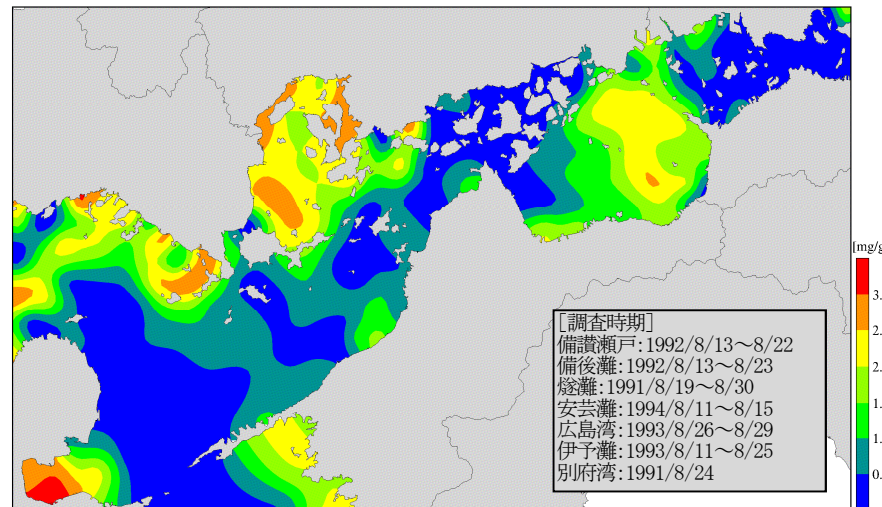 [mg/g
3.
2.
2.
1.
1.
0.
[調査時期]
備讃瀬戸:1992/8/13～8/22
備後灘:1992/8/13～8/23
燧灘:1991/8/19～8/30
安芸灘:1994/8/11～8/15
広島湾:1993/8/26～8/29
伊予灘:1993/8/11～8/25
別府湾:1991/8/24